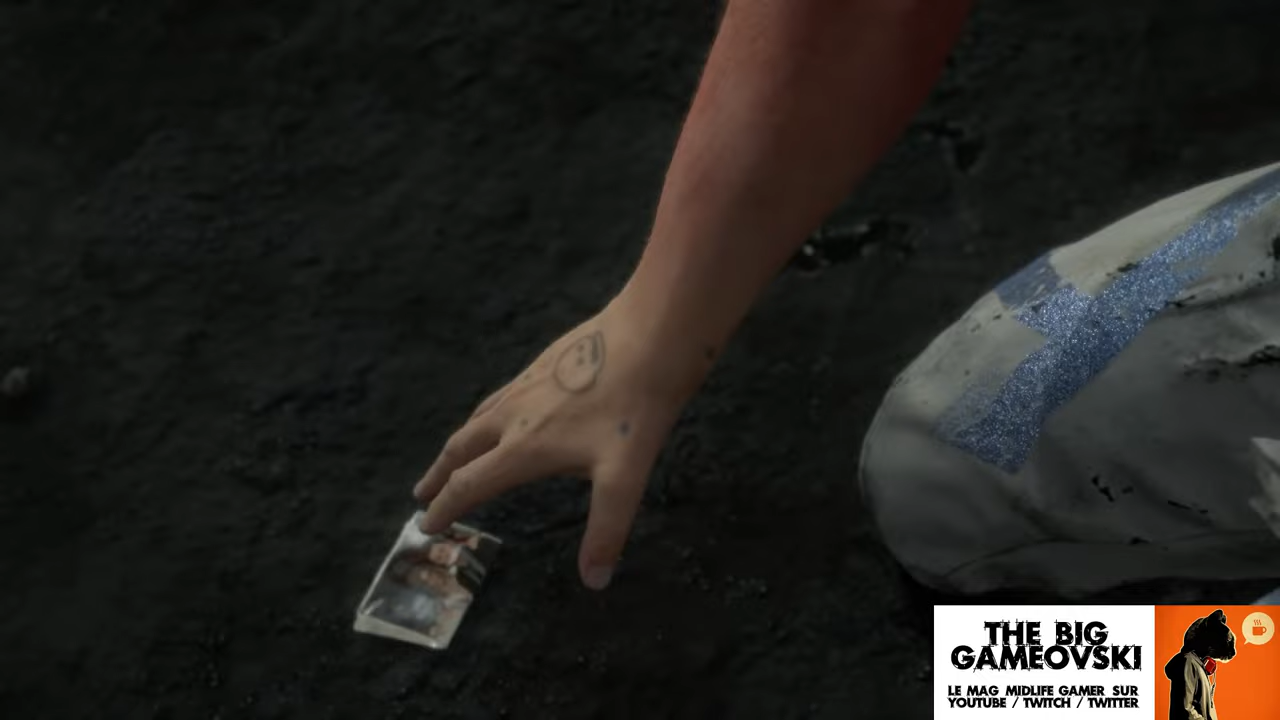 THE BIG
GAMEOVSKI
LE MAG MIDLIFE GAMER SUR
YOUTUBE / TWITCH / TWITTER